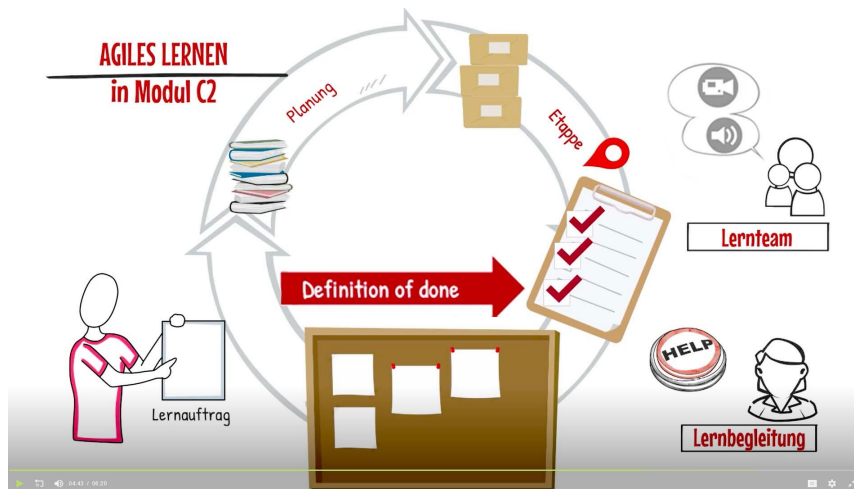 AGILES LERNEN
in Modul C2
Planung
Etappe
Lernteam
Definition of done
HELP
Lernauftrag
Lernbegleitung
04:43 / 06:20